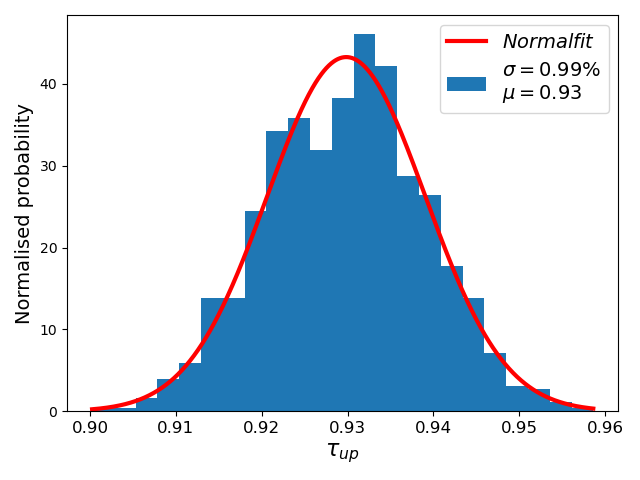 Normalfit
σ = 0.99%
μ = 0.93
Normalised probability
40
30
20
10
0
0.90 0.91 0.92 0.93 0.94 0.95 0.96
τup